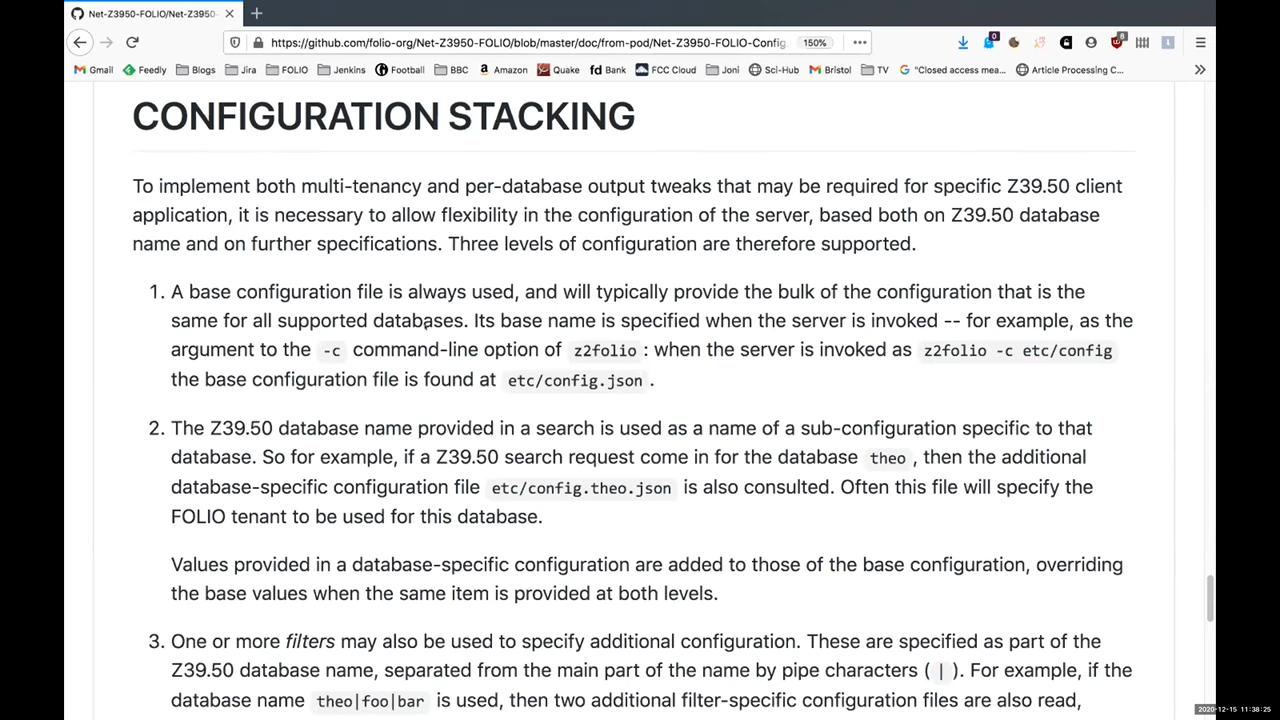 Net-Z3950-FOLIO/Net-Z3950-
https://github.com/folio-org/Net-Z3950-FOLIO/blob/master/doc/from-pod/Net-Z3950-FOLIO-Config
150%
0
8
Gmail Feedly Blogs Jira FOLIO Jenkins Football BBC Amazon Quake Bank FCC Cloud Joni Sci-Hub Bristol TV "Closed access mea... Article Processing C...
CONFIGURATION STACKING
To implement both multi-tenancy and per-database output tweaks that may be required for specific Z39.50 client
application, it is necessary to allow flexibility in the configuration of the server, based both on Z39.50 database
name and on further specifications. Three levels of configuration are therefore supported.
1. A base configuration file is always used, and will typically provide the bulk of the configuration that is the
same for all supported databases. Its base name is specified when the server is invoked -- for example, as the
argument to the -c command-line option of z2folio : when the server is invoked as z2folio -c etc/config
the base configuration file is found at etc/config.json .
2. The Z39.50 database name provided in a search is used as a name of a sub-configuration specific to that
database. So for example, if a Z39.50 search request come in for the database theo , then the additional
database-specific configuration file etc/config.theo.json is also consulted. Often this file will specify the
FOLIO tenant to be used for this database.
Values provided in a database-specific configuration are added to those of the base configuration, overriding
the base values when the same item is provided at both levels.
3. One or more filters may also be used to specify additional configuration. These are specified as part of the
Z39.50 database name, separated from the main part of the name by pipe characters ( | ). For example, if the
database name theo|foo|bar is used, then two additional filter-specific configuration files are also read,
2020-12-15 11:38:25